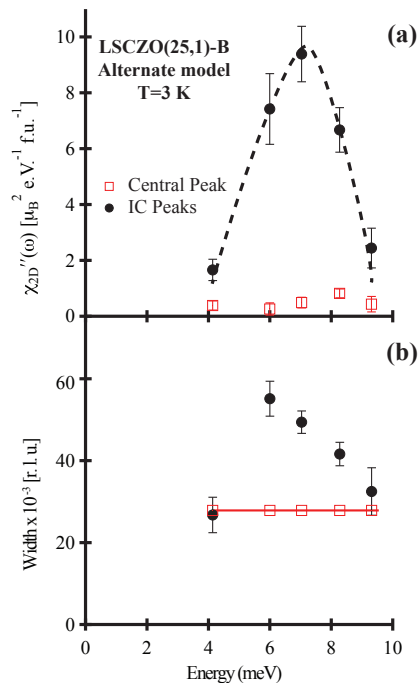 (a)
LSCZO(25,1)-B
Alternate model
T=3 K
Central Peak
IC Peaks
10
8
6
4
2
0
χ2D''(ω) [μB² e.V.⁻¹ f.u.⁻¹]
(b)
60
40
20
0
Width x 10⁻³ [r. l. u]
0 2 4 6 8 10
Energy (meV)